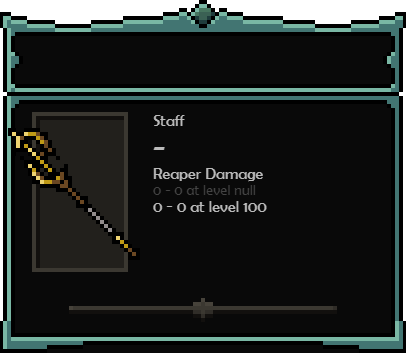 Staff
–
Reaper Damage
0 - 0 at level null
0 - 0 at level 100